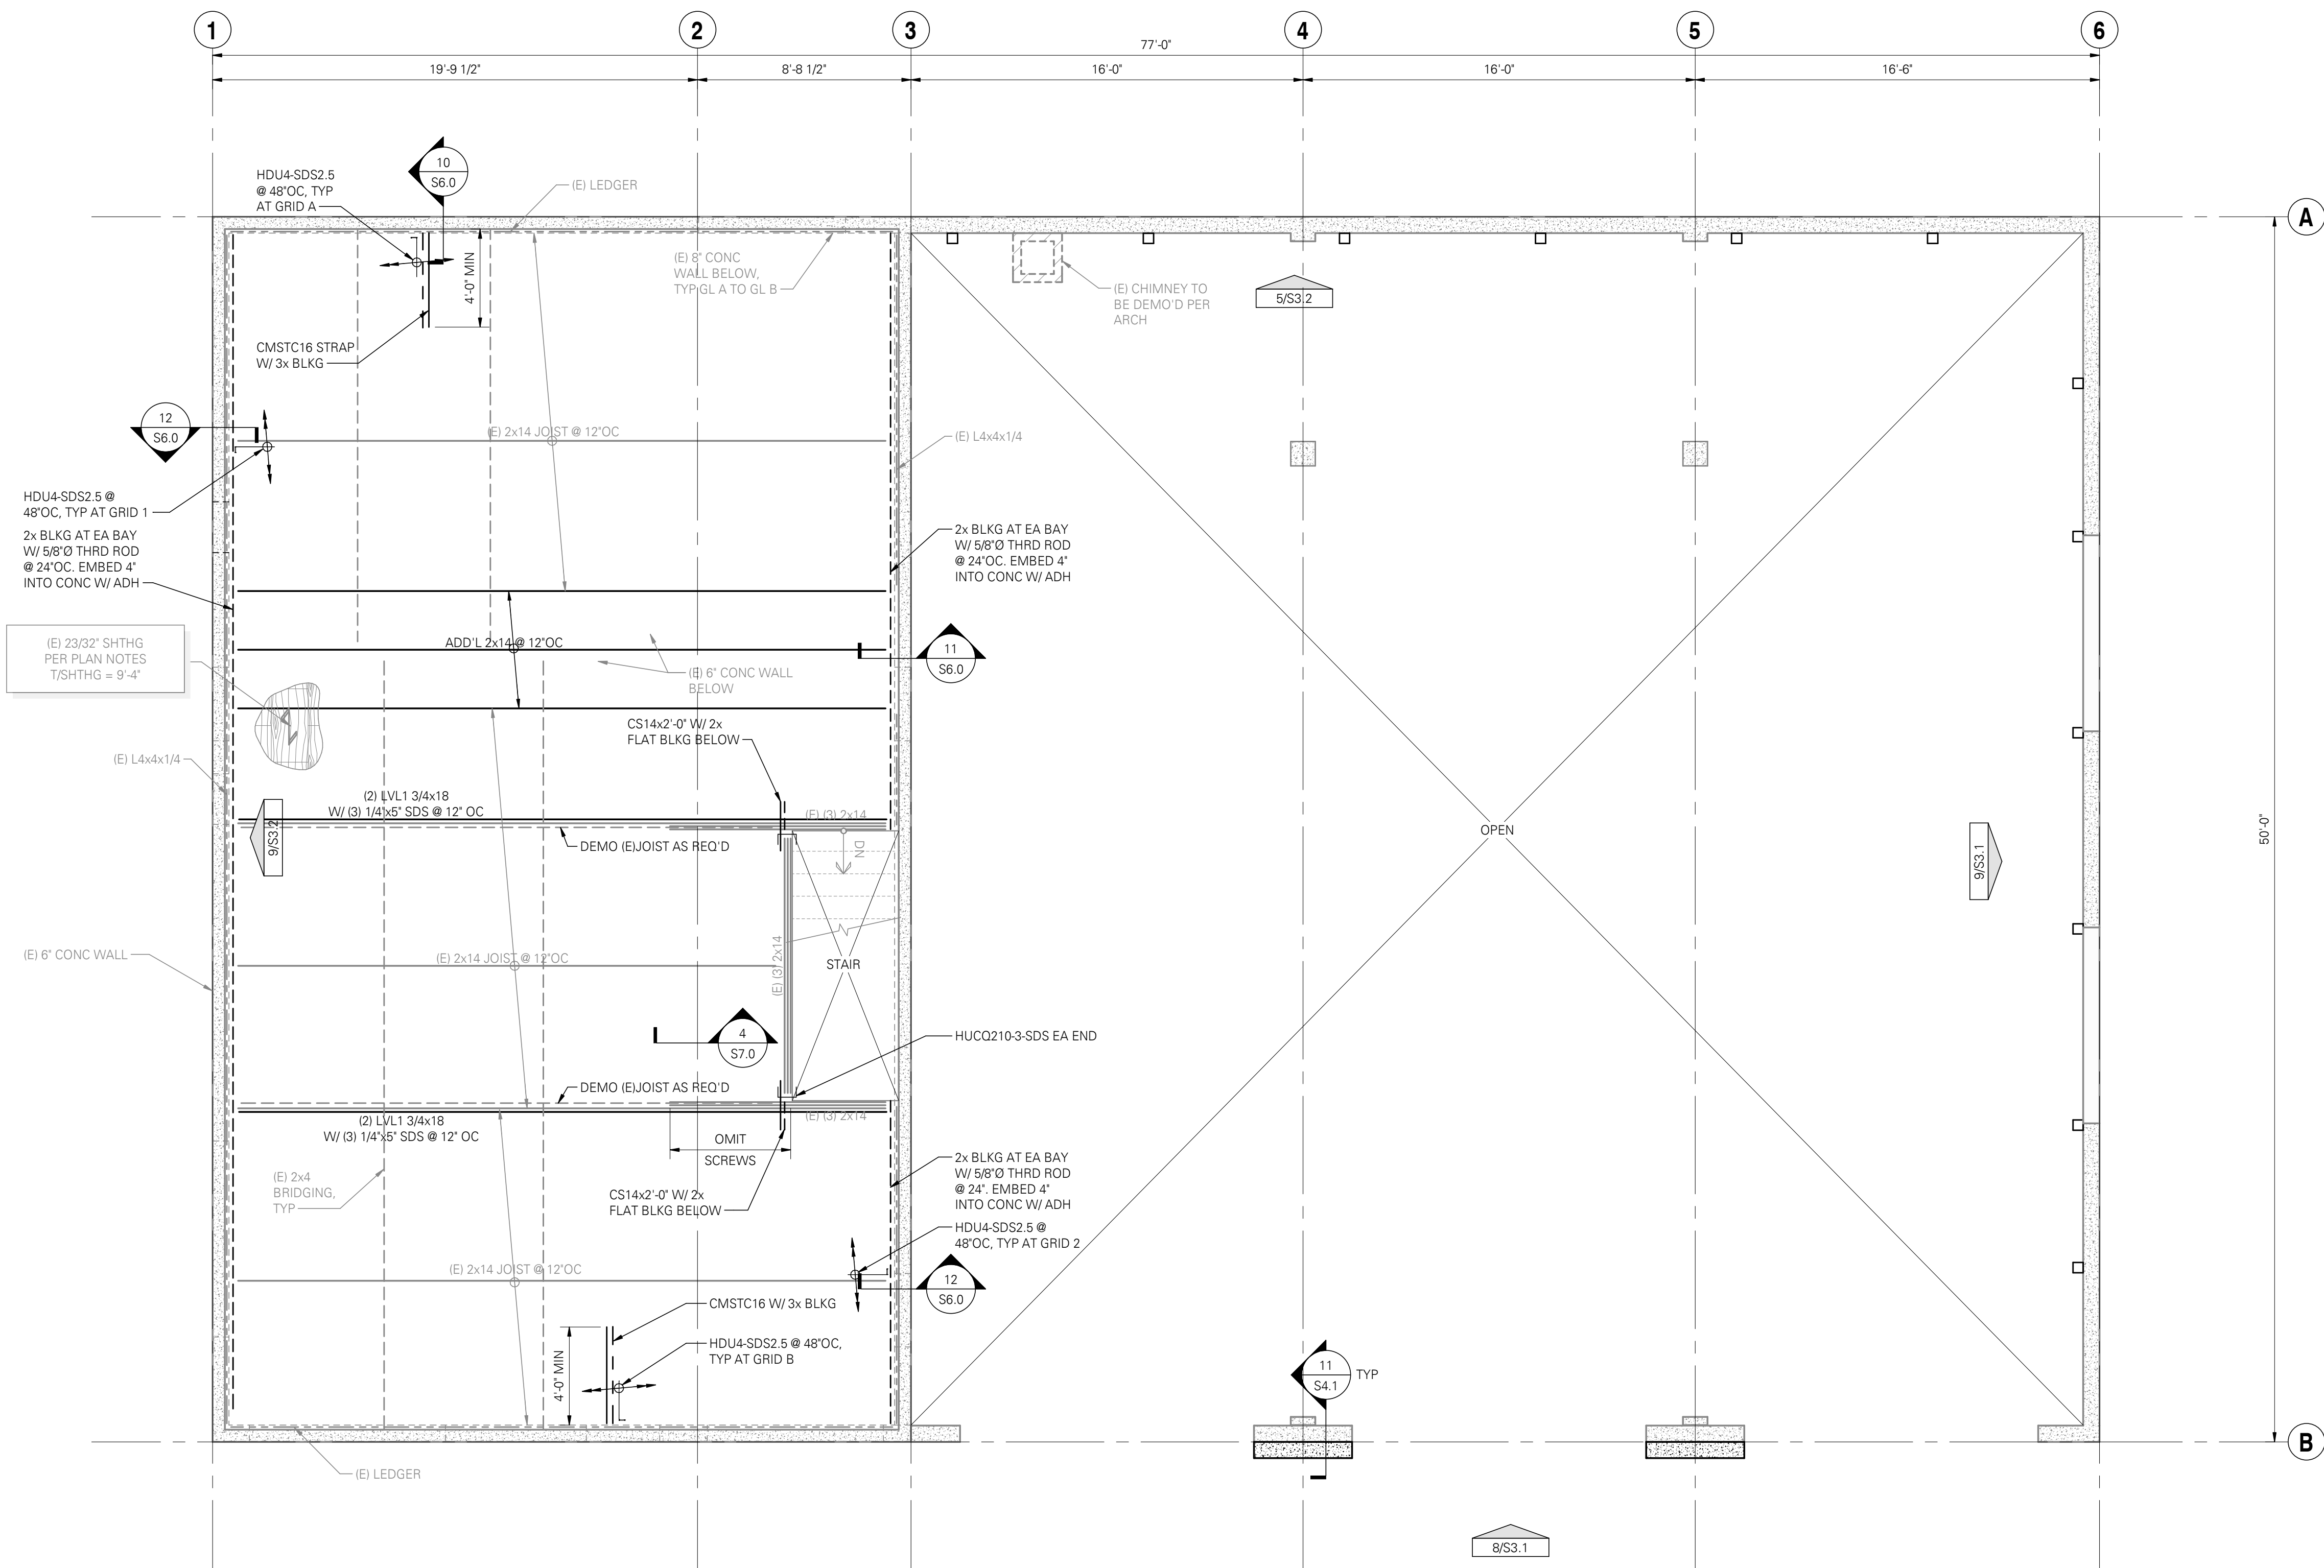 1
2
3
4
5
6
77'-0"
19'-9 1/2"
8'-8 1/2"
16'-0"
16'-0"
16'-6"
10
S6.0
HDU4-SDS2.5
@ 48"OC, TYP
AT GRID A
(E) LEDGER
A
4'-0" MIN
(E) 8" CONC
WALL BELOW,
TYP GL A TO GL B
(E) CHIMNEY TO
BE DEMO'D PER
ARCH
5/S3.2
CMSTC16 STRAP
W/ 3x BLKG
12
S6.0
(E) 2x14 JOIST @ 12"OC
(E) L4x4x1/4
HDU4-SDS2.5 @
48"OC, TYP AT GRID 1
2x BLKG AT EA BAY
W/ 5/8"Ø THRD ROD
@ 24"OC. EMBED 4"
INTO CONC W/ ADH
2x BLKG AT EA BAY
W/ 5/8"Ø THRD ROD
@ 24"OC. EMBED 4"
INTO CONC W/ ADH
(E) 23/32" SHTHG
PER PLAN NOTES
T/SHTHG = 9'-4"
ADD'L 2x14 @ 12"OC
11
S6.0
(E) 6" CONC WALL
BELOW
CS14x2'-0" W/ 2x
FLAT BLKG BELOW
(E) L4x4x1/4
(2) LVL1 3/4x18
W/ (3) 1/4"x5" SDS @ 12" OC
(E) (3) 2x14
9/S3.2
DEMO (E)JOIST AS REQ'D
DN
OPEN
9/S3.1
50'-0"
(E) 6" CONC WALL
(E) 2x14 JOIST @ 12"OC
(E) (3) 2x14
STAIR
4
S7.0
HUCQ210-3-SDS EA END
DEMO (E)JOIST AS REQ'D
(2) LVL1 3/4x18
W/ (3) 1/4"x5" SDS @ 12" OC
(E) (3) 2x14
OMIT
SCREWS
(E) 2x4
BRIDGING,
TYP
CS14x2'-0" W/ 2x
FLAT BLKG BELOW
2x BLKG AT EA BAY
W/ 5/8"Ø THRD ROD
@ 24". EMBED 4"
INTO CONC W/ ADH
HDU4-SDS2.5 @
48"OC, TYP AT GRID 2
(E) 2x14 JOIST @ 12"OC
12
S6.0
CMSTC16 W/ 3x BLKG
HDU4-SDS2.5 @ 48"OC,
TYP AT GRID B
4'-0" MIN
11
S4.1
TYP
B
(E) LEDGER
8/S3.1